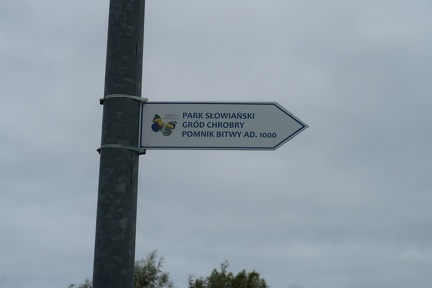 PARK SŁOWIAŃSKI
GRÓD CHROBRY
POMNIK BITWY AD. 1000